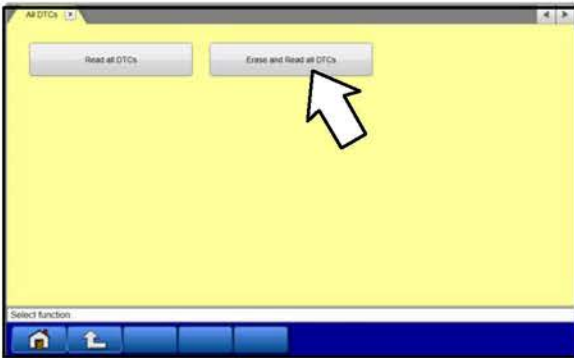 All DTCs
Read all DTCs
Erase and Read all DTCs
Select function